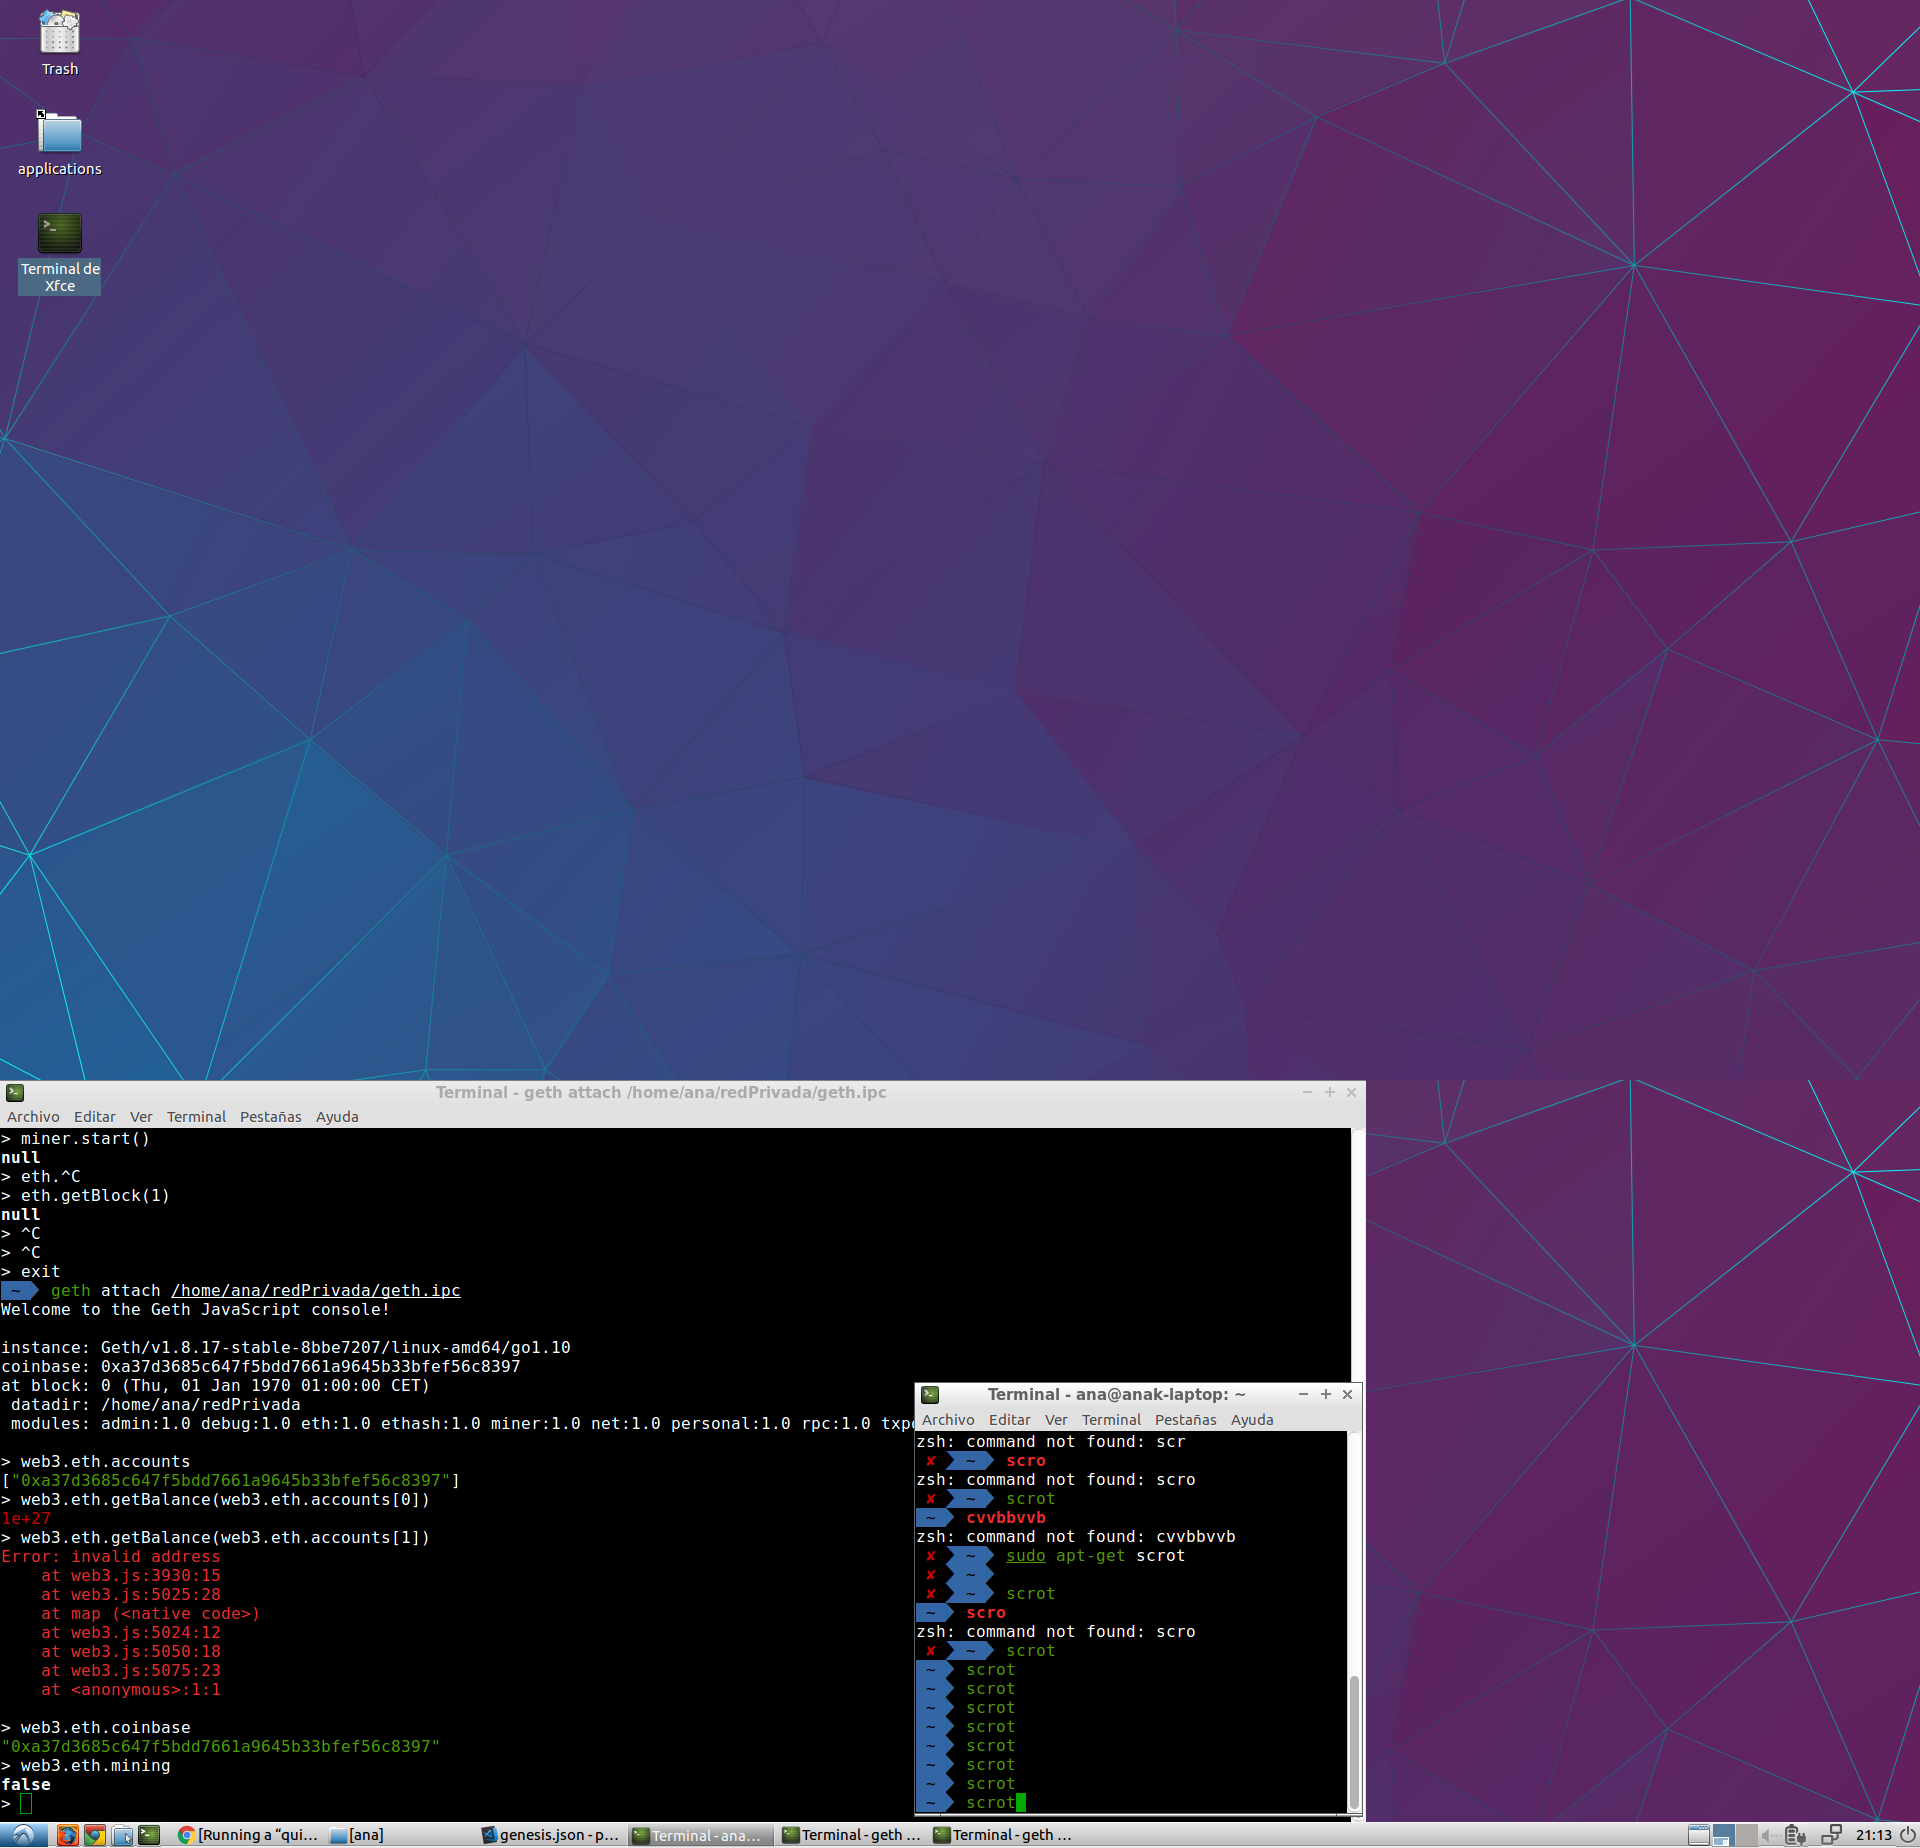 Trash
applications
Terminal de
Xfce
Terminal - geth attach /home/ana/redPrivada/geth.ipc
Archivo Editar Ver Terminal Pestañas Ayuda
> miner.start()
null
> eth.^C
> eth.getBlock(1)
null
> ^C
> ^C
> exit
~ geth attach /home/ana/redPrivada/geth.ipc
Welcome to the Geth JavaScript console!
instance: Geth/v1.8.17-stable-8bbe7207/linux-amd64/go1.10
coinbase: 0xa37d3685c647f5bdd7661a9645b33bfef56c8397
at block: 0 (Thu, 01 Jan 1970 01:00:00 CET)
datadir: /home/ana/redPrivada
modules: admin:1.0 debug:1.0 eth:1.0 ethash:1.0 miner:1.0 net:1.0 personal:1.0 rpc:1.0 txp
> web3.eth.accounts
["0xa37d3685c647f5bdd7661a9645b33bfef56c8397"]
> web3.eth.getBalance(web3.eth.accounts[0])
1e+27
> web3.eth.getBalance(web3.eth.accounts[1])
Error: invalid address
at web3.js:3930:15
at web3.js:5025:28
at map (<native code>)
at web3.js:5024:12
at web3.js:5050:18
at web3.js:5075:23
at <anonymous>:1:1
> web3.eth.coinbase
"0xa37d3685c647f5bdd7661a9645b33bfef56c8397"
> web3.eth.mining
false
>
Terminal - ana@anak-laptop: ~
Archivo Editar Ver Terminal Pestañas Ayuda
zsh: command not found: scr
✘ ~ scro
zsh: command not found: scro
✘ ~ scrot
~ cvvbbvvb
zsh: command not found: cvvbbvvb
✘ ~ sudo apt-get scrot
✘ ~
✘ ~ scrot
~ scro
zsh: command not found: scro
✘ ~ scrot
~ scrot
~ scrot
~ scrot
~ scrot
~ scrot
~ scrot
~ scrot
~ scrot
[Running a “qui... [ana] genesis.json - p... Terminal - ana... Terminal - geth ... Terminal - geth ... 21:13